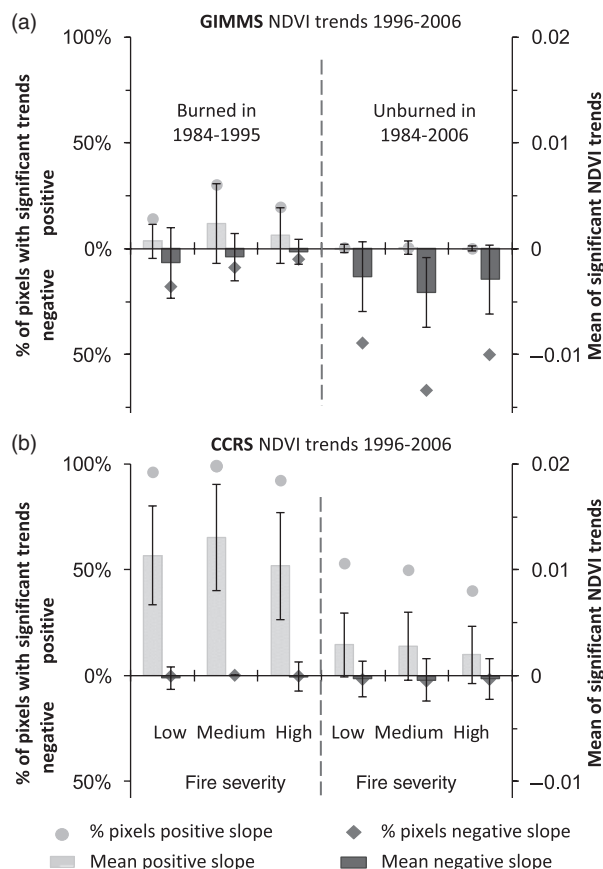 (a)
GIMMS NDVI trends 1996-2006
100%
50%
0%
50%
% of pixels with significant trends
negative positive
Burned in
1984-1995
Unburned in
1984-2006
0.02
0.01
0
−0.01
Mean of significant NDVI trends
(b)
CCRS NDVI trends 1996-2006
100%
50%
0%
50%
% of pixels with significant trends
negative positive
0.02
0.01
0
−0.01
Mean of significant NDVI trends
Low Medium High Low Medium High
Fire severity Fire severity
% pixels positive slope % pixels negative slope
Mean positive slope Mean negative slope